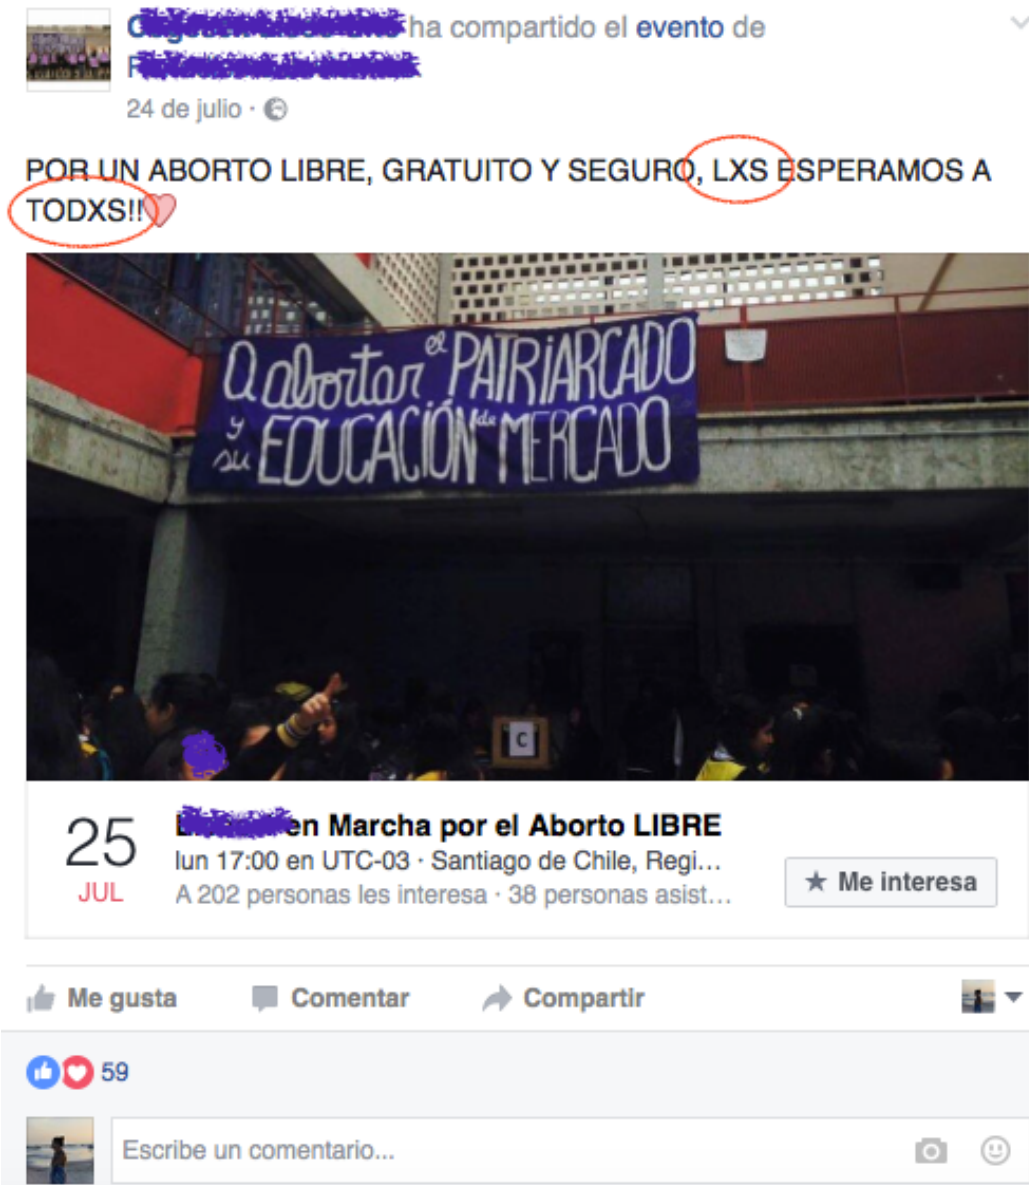 ha compartido el evento de
24 de julio ·
POR UN ABORTO LIBRE, GRATUITO Y SEGURO, LXS ESPERAMOS A
TODXS!!
A abortar el PATRiARCADO
y su EDUCACIÓN de MERCADO
C
25
JUL
en Marcha por el Aborto LIBRE
lun 17:00 en UTC-03 · Santiago de Chile, Regi...
A 202 personas les interesa · 38 personas asist...
Me interesa
Me gusta
Comentar
Compartir
59
Escribe un comentario...